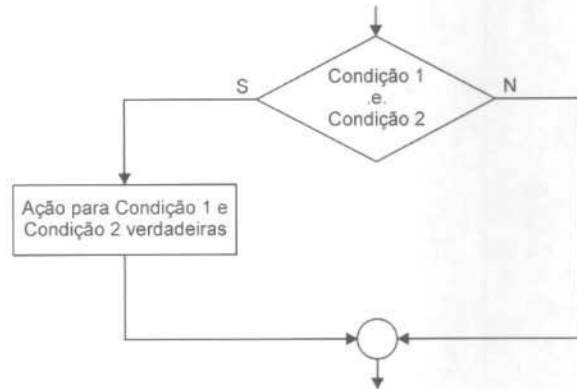 Condição 1
.e.
Condição 2
S
N
Ação para Condição 1 e
Condição 2 verdadeiras